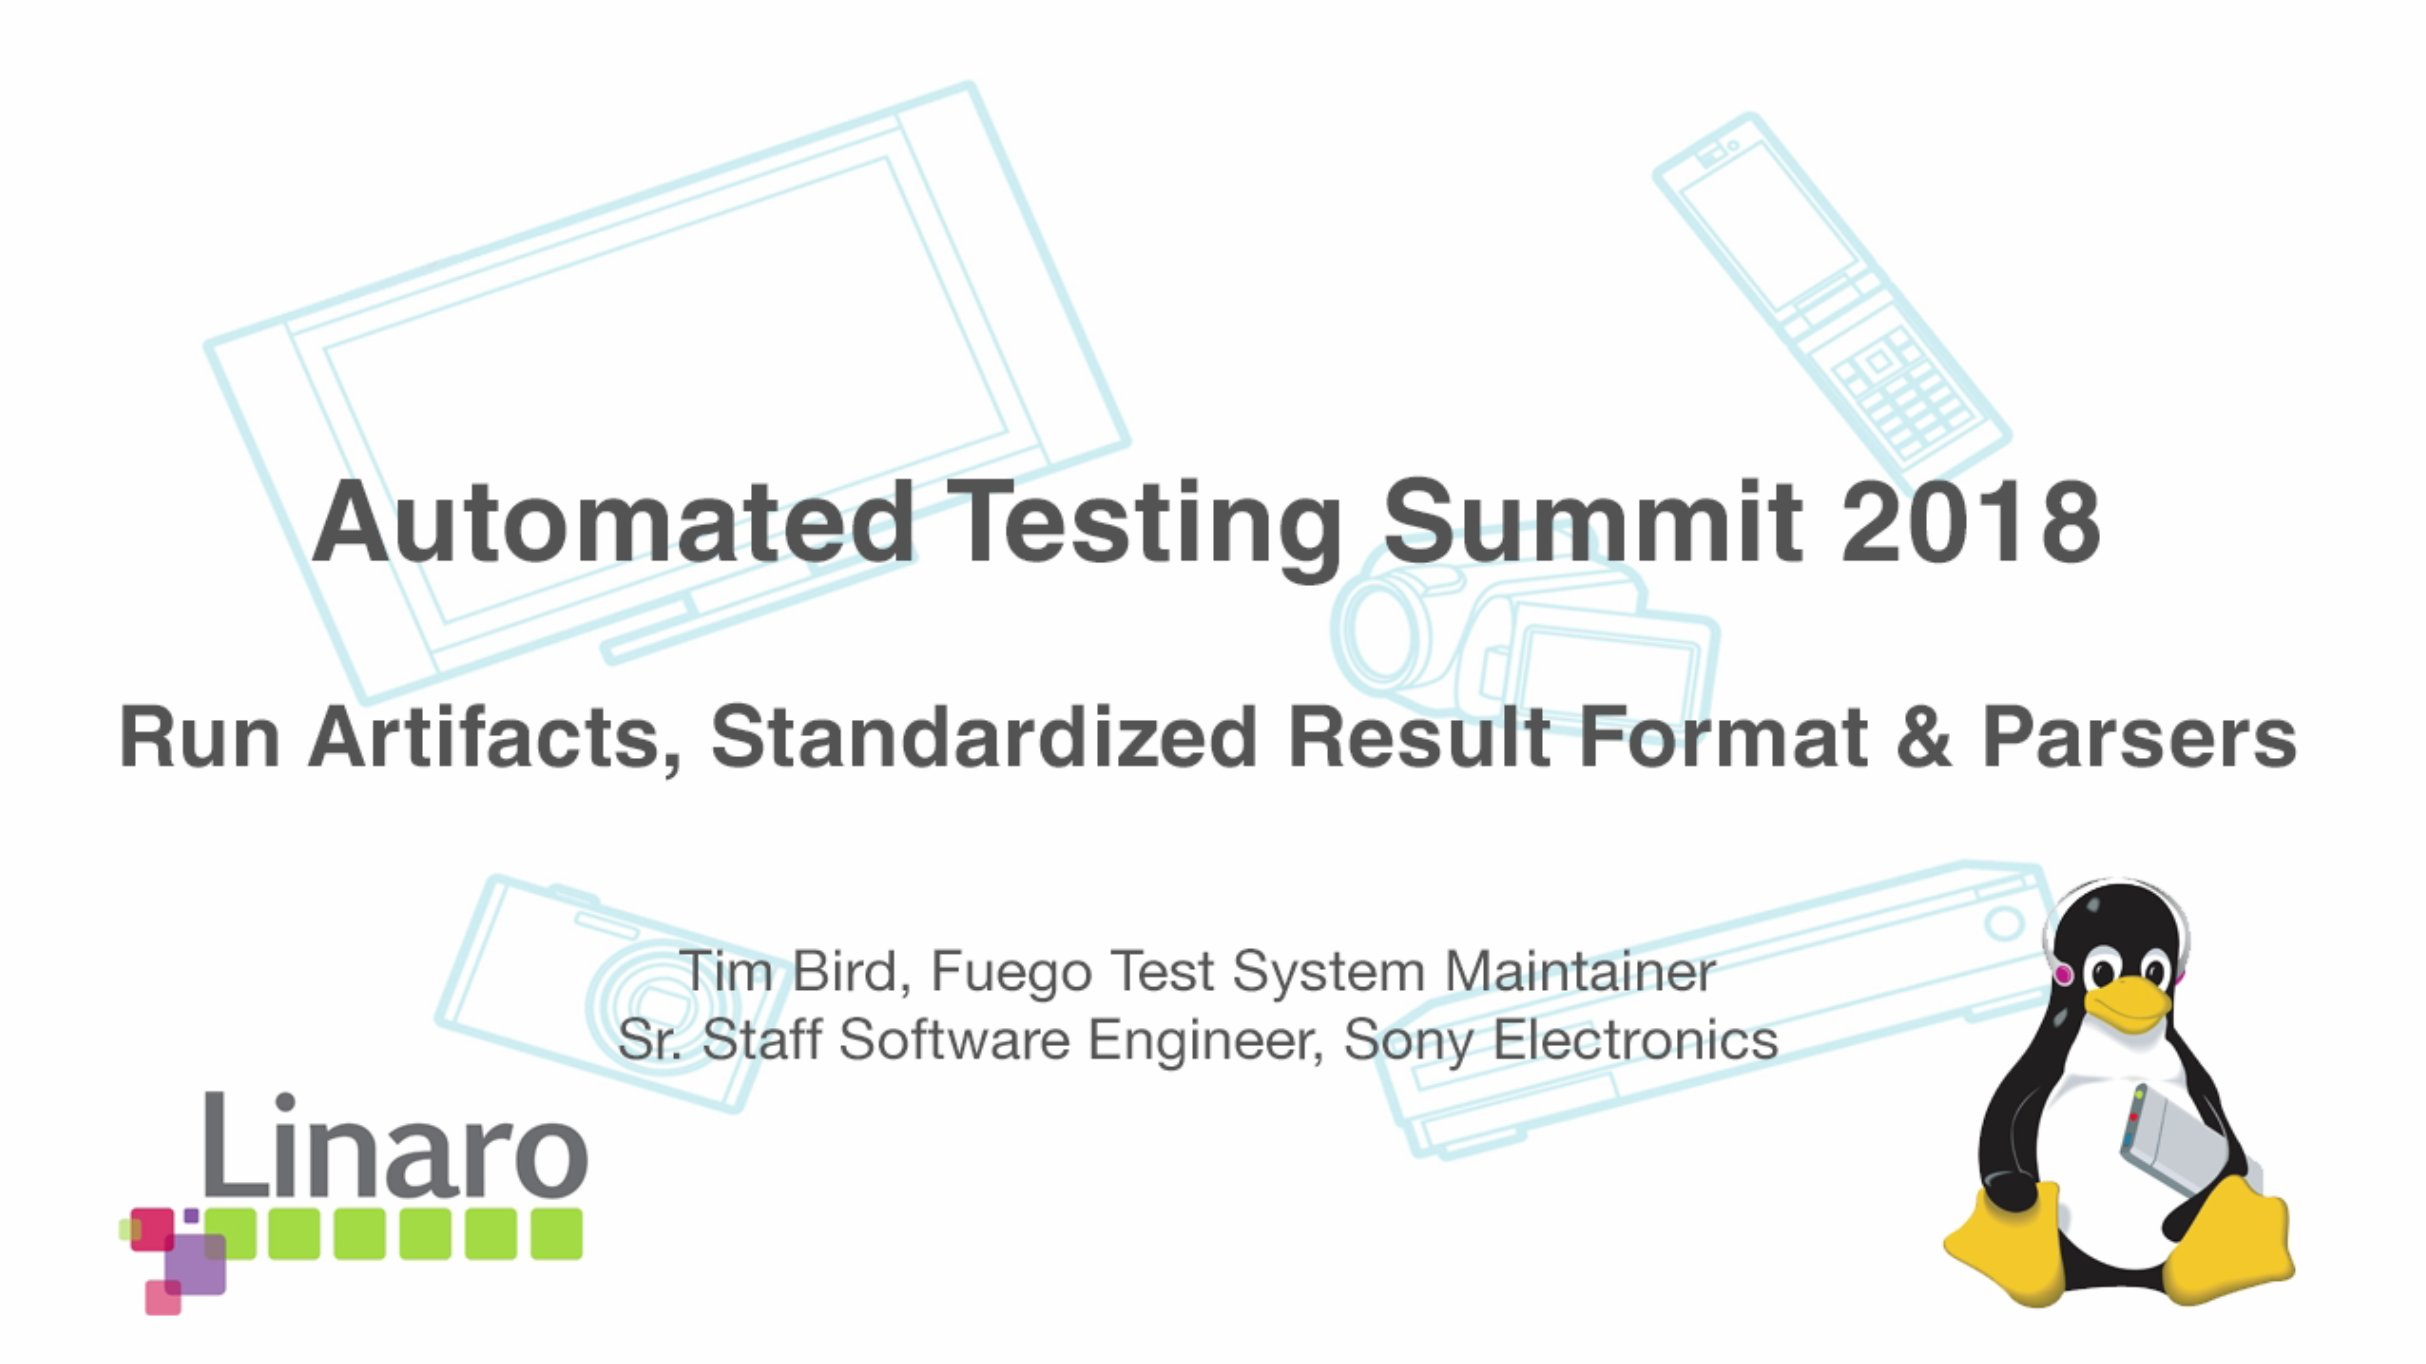 Automated Testing Summit 2018
Run Artifacts, Standardized Result Format & Parsers
Tim Bird, Fuego Test System Maintainer
Sr. Staff Software Engineer, Sony Electronics
Linaro